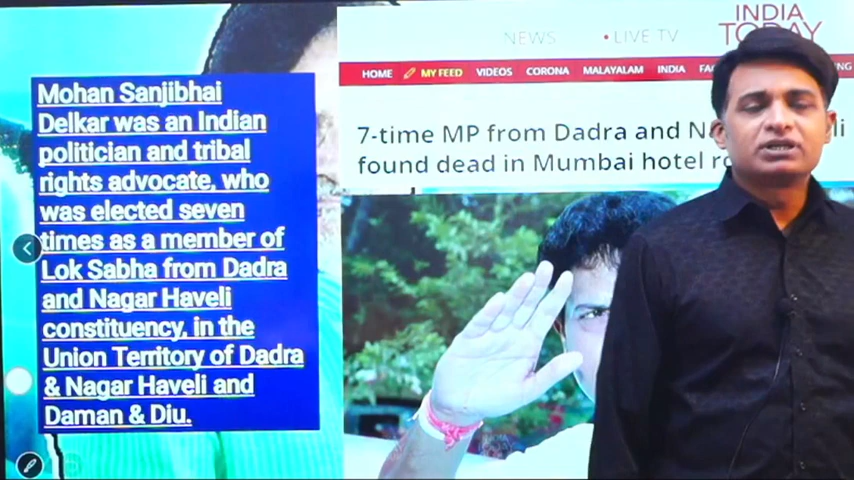 Mohan Sanjibhai
Delkar was an Indian
politician and tribal
rights advocate, who
was elected seven
times as a member of
Lok Sabha from Dadra
and Nagar Haveli
constituency, in the
Union Territory of Dadra
& Nagar Haveli and
Daman & Diu.
INDIA
TODAY
NEWS
LIVE TV
HOME
MY FEED
VIDEOS
CORONA
MALAYALAM
INDIA
7-time MP from Dadra and
found dead in Mumbai hotel